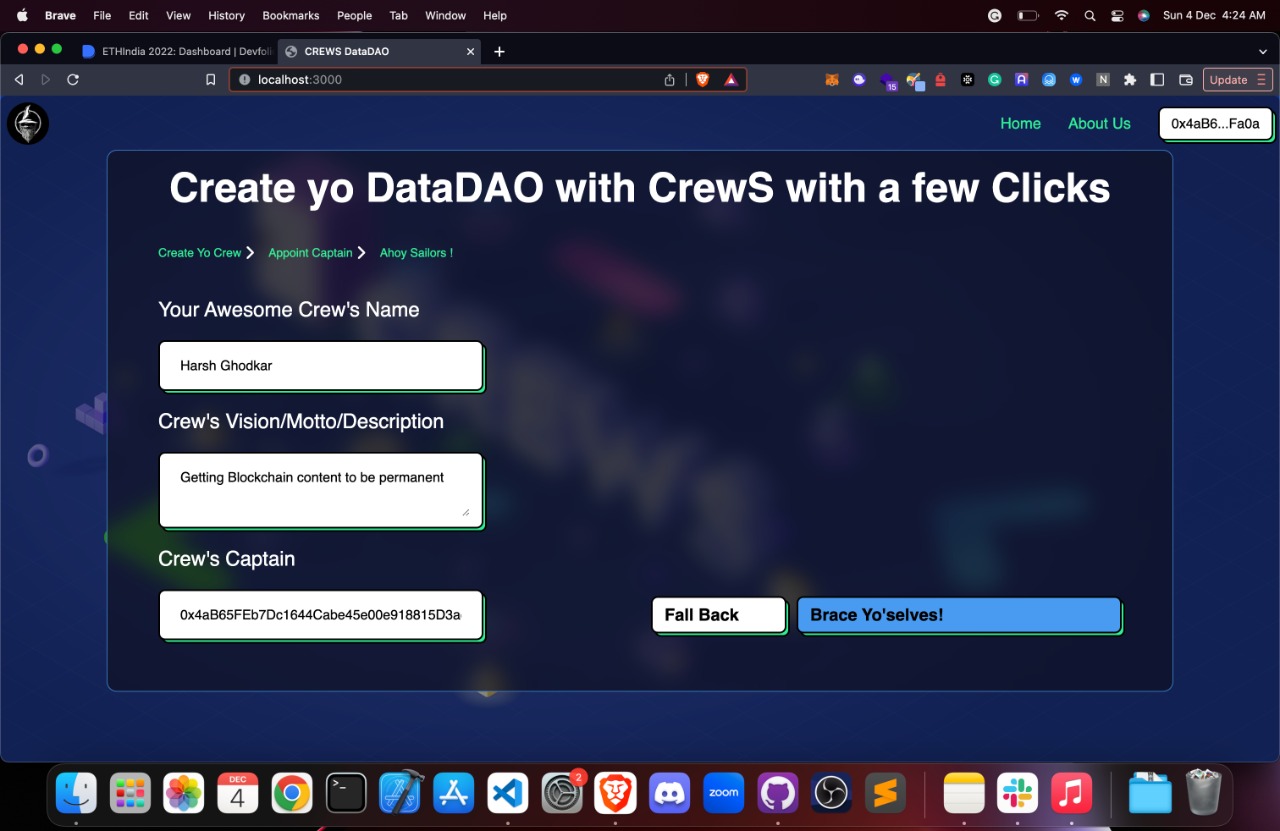 Brave File Edit View History Bookmarks People Tab Window Help Sun 4 Dec 4:24 AM
ETHIndia 2022: Dashboard | Devfoli CREWS DataDAO
localhost:3000 15 Update
Home About Us 0x4aB6...Fa0a
Create yo DataDAO with CrewS with a few Clicks
Create Yo Crew Appoint Captain Ahoy Sailors !
Your Awesome Crew's Name
Harsh Ghodkar
Crew's Vision/Motto/Description
Getting Blockchain content to be permanent
Crew's Captain
0x4aB65FEb7Dc1644Cabe45e00e918815D3a
Fall Back Brace Yo'selves!
DEC
4
2
zoom